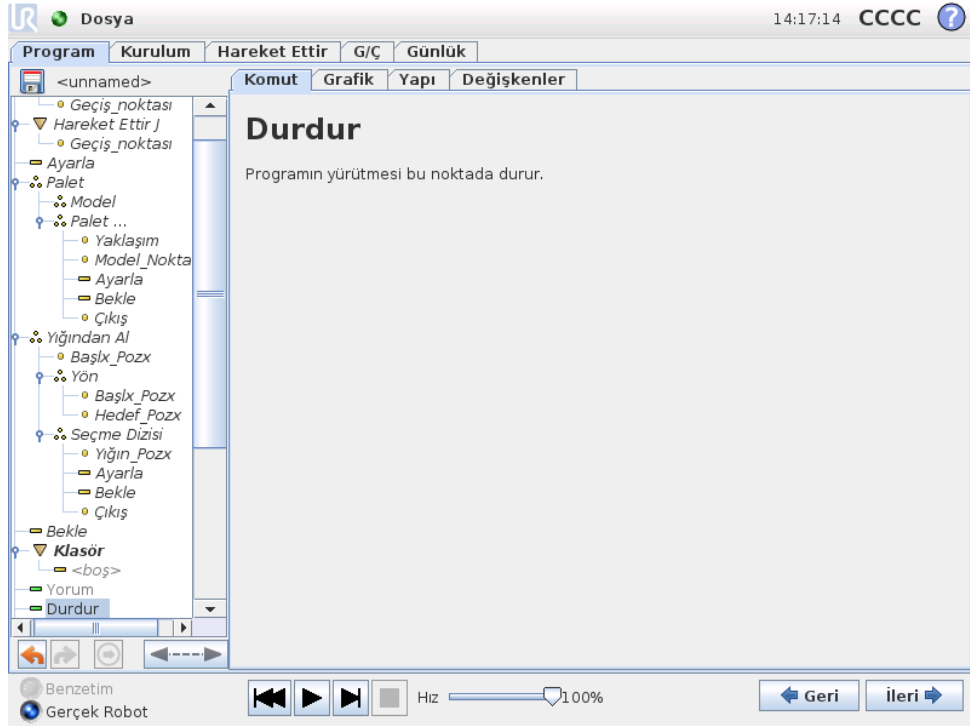 UR Dosya 14:17:14 CCCC ?
Program Kurulum Hareket Ettir G/Ç Günlük
<unnamed>
Komut Grafik Yapı Değişkenler
Geçiş_noktası
Hareket Ettir J
Geçiş_noktası
Ayarla
Palet
Model
Palet ...
Yaklaşım
Model_Nokta
Ayarla
Bekle
Çıkış
Yığından Al
Başlx_Pozx
Yön
Başlx_Pozx
Hedef_Pozx
Seçme Dizisi
Yığın_Pozx
Ayarla
Bekle
Çıkış
Bekle
Klasör
<boş>
Yorum
Durdur
Durdur
Programın yürütmesi bu noktada durur.
Benzetim
Gerçek Robot
Hız 100%
Geri İleri